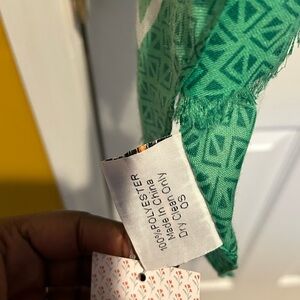 100%POLYESTER
Made in China
Dry Clean Only
OS